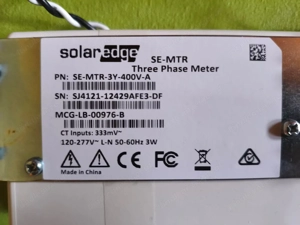 solaredge
SE-MTR
Three Phase Meter
PN: SE-MTR-3Y-400V-A
SN: SJ4121-12429AFE3-DF
MCG-LB-00976-B
CT Inputs: 333mV~
120-277V~ L-N 50-60Hz 3W
Made in China